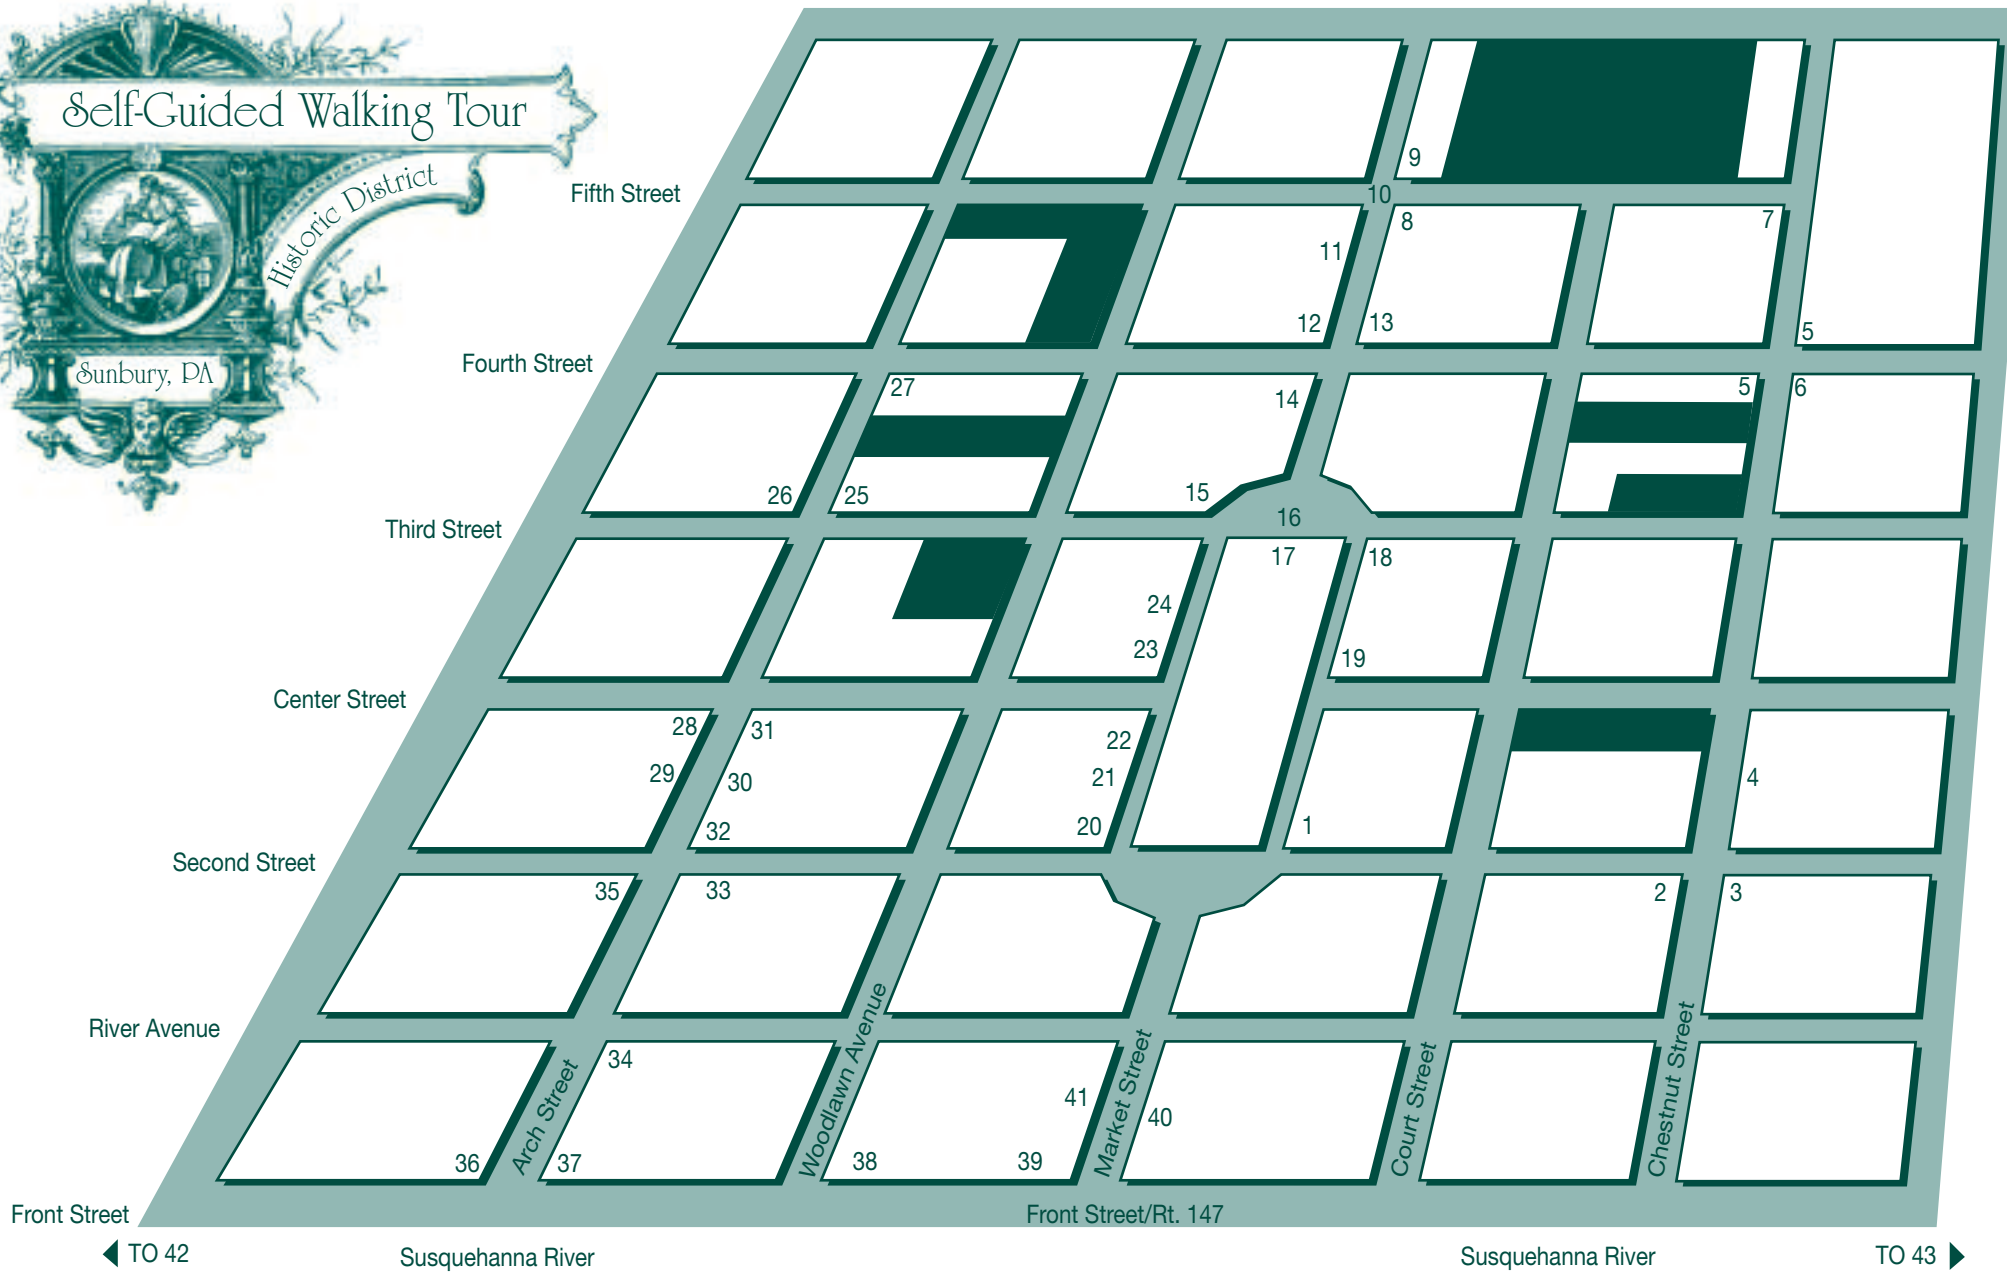 Self-Guided Walking Tour
Historic District
Sunbury, PA
9
Fifth Street
10
8
7
11
12
13
5
Fourth Street
27
14
5
6
26
25
15
Third Street
16
17
18
24
23
19
Center Street
28
31
22
29
30
21
4
32
20
1
Second Street
35
33
2
3
River Avenue
34
41
40
36
37
38
39
Arch Street
Woodlawn Avenue
Market Street
Court Street
Chestnut Street
Front Street
Front Street/Rt. 147
TO 42
Susquehanna River
Susquehanna River
TO 43